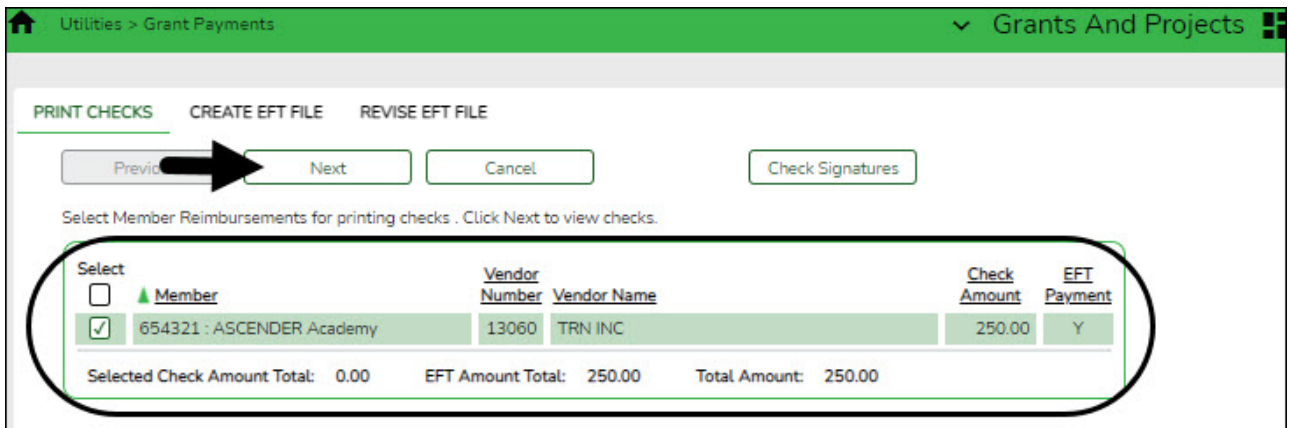 Utilities > Grant Payments
Grants And Projects
PRINT CHECKS CREATE EFT FILE REVISE EFT FILE
Next Cancel Check Signatures
Select Member Reimbursements for printing checks . Click Next to view checks.
Select Vendor Check EFT
Member Number Vendor Name Amount Payment
654321 : ASCENDER Academy 13060 TRN INC 250.00 Y
Selected Check Amount Total: 0.00 EFT Amount Total: 250.00 Total Amount: 250.00